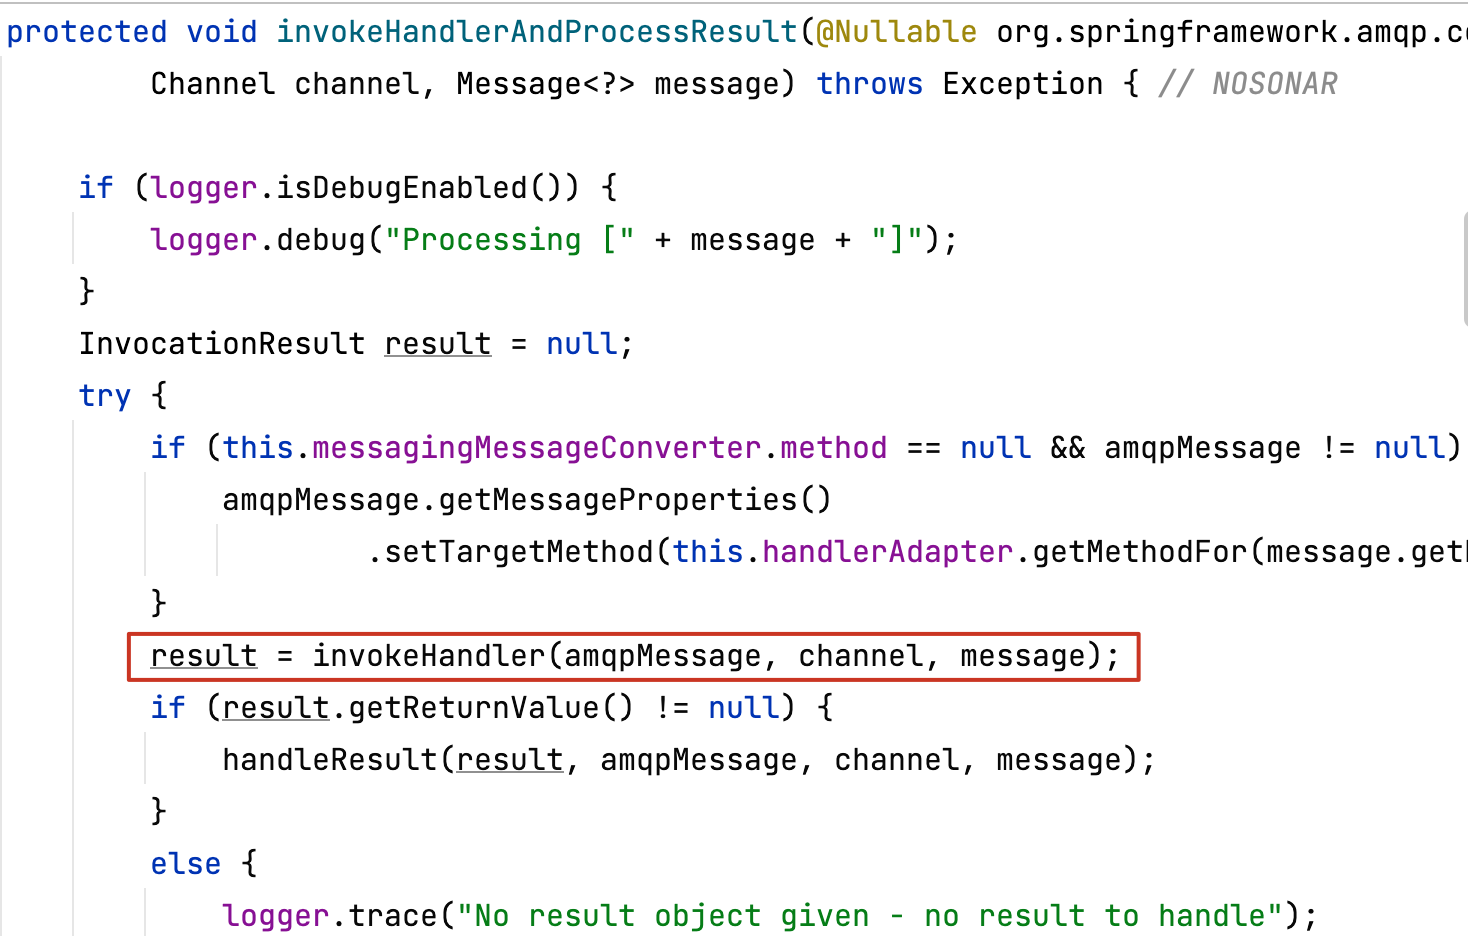 protected void invokeHandlerAndProcessResult(@Nullable org.springframework.amqp.c
Channel channel, Message<?> message) throws Exception { // NOSONAR
if (logger.isDebugEnabled()) {
logger.debug("Processing [" + message + "]");
}
InvocationResult result = null;
try {
if (this.messagingMessageConverter.method == null && amqpMessage != null)
amqpMessage.getMessageProperties()
.setTargetMethod(this.handlerAdapter.getMethodFor(message.get
}
result = invokeHandler(amqpMessage, channel, message);
if (result.getReturnValue() != null) {
handleResult(result, amqpMessage, channel, message);
}
else {
logger.trace("No result object given - no result to handle");